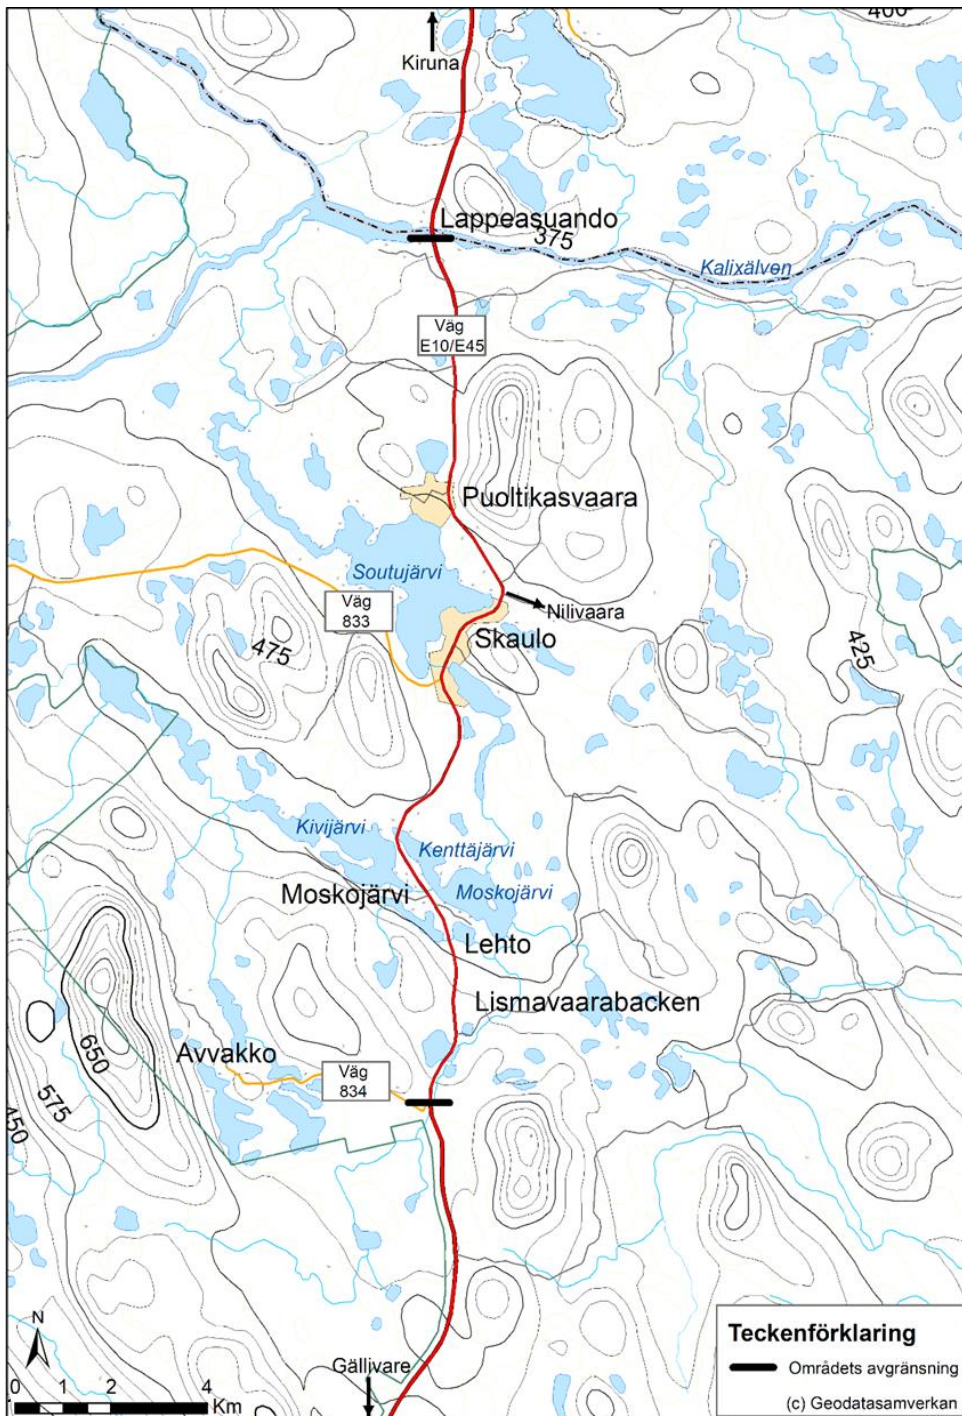 400
Kiruna
Lappeasuando
375
Kalixälven
Väg
E10/E45
Puoltikasvaara
Soutujärvi
Väg
833
Nilivaara
Skaulo
475
425
Kivijärvi
Kenttäjärvi
Moskojärvi
Moskojärvi
Lehto
Lismavaarabacken
Avvakko
650
Väg
834
575
450
N
Gällivare
0 1 2 4
Km
Teckenförklaring
Områdets avgränsning
(c) Geodatasamverkan